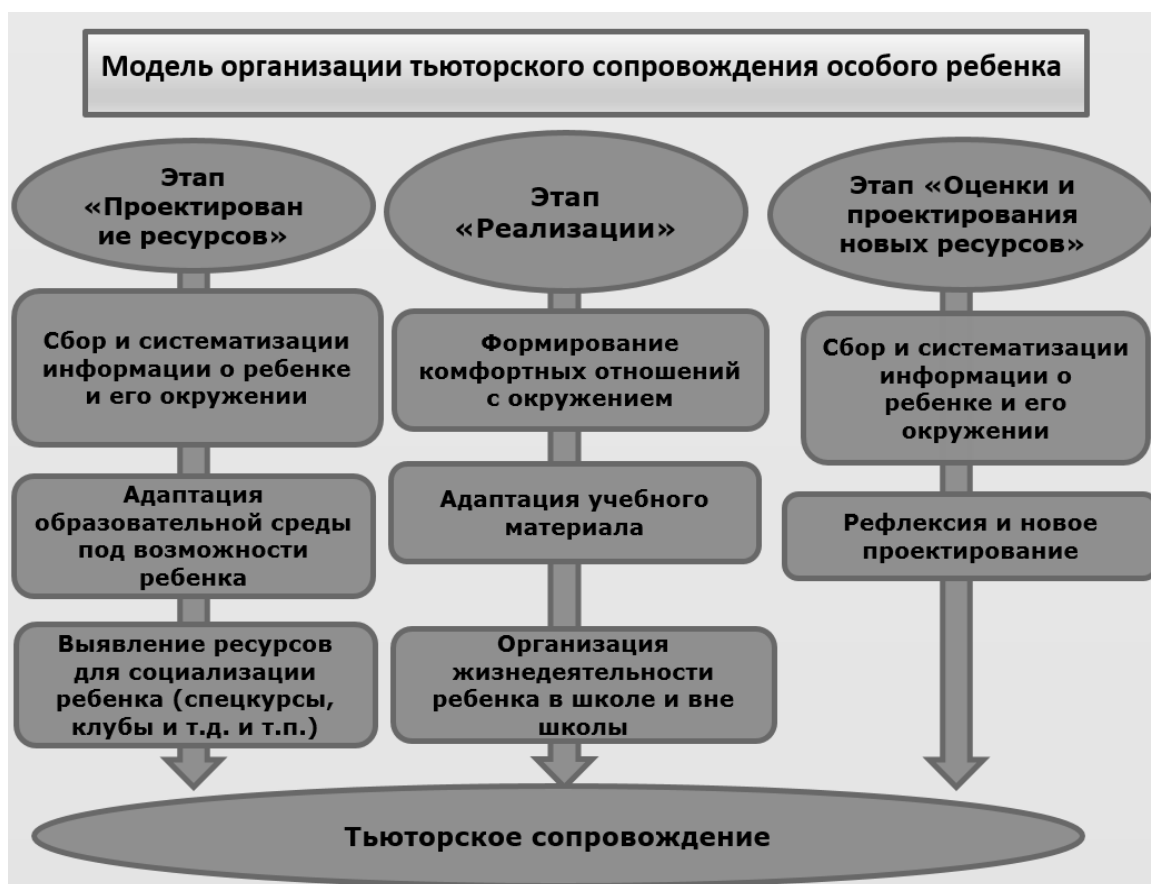 Модель организации тьюторского сопровождения особого ребенка
Этап
«Проектирован
ие ресурсов»
Сбор и систематизации
информации о ребенке
и его окружении
Адаптация
образовательной среды
под возможности
ребенка
Выявление ресурсов
для социализации
ребенка (спецкурсы,
клубы и т.д. и т.п.)
Этап
«Реализации»
Формирование
комфортных отношений
с окружением
Адаптация учебного
материала
Организация
жизнедеятельности
ребенка в школе и вне
школы
Этап «Оценки и
проектирования
новых ресурсов»
Сбор и систематизации
информации о
ребенке и его
окружении
Рефлексия и новое
проектирование
Тьюторское сопровождение